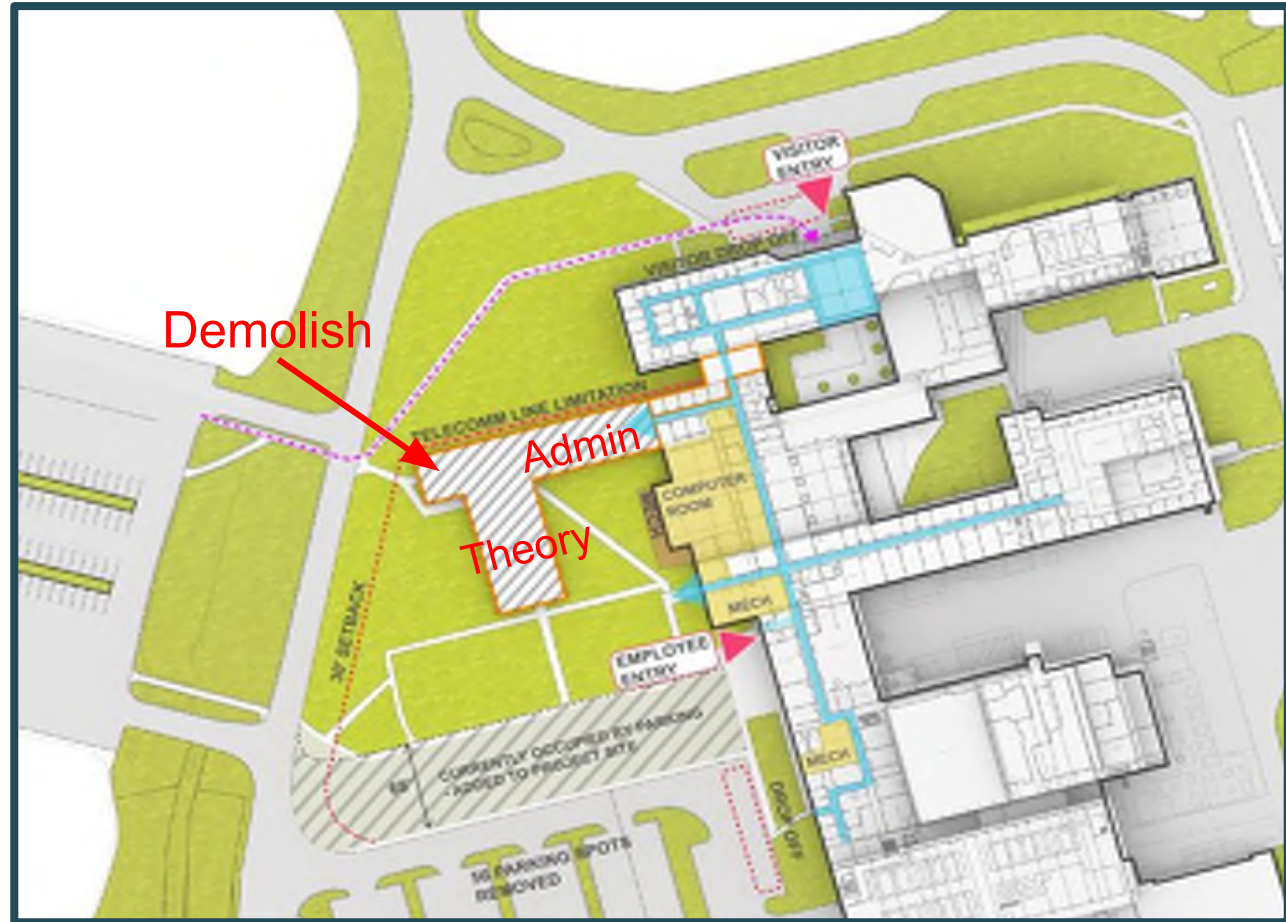 VISITOR
ENTRY
VISITOR DROP OFF
Demolish
TELECOMM LINE LIMITATION
Admin
COMPUTER
ROOM
Theory
MECH
30' SETBACK
EMPLOYEE
ENTRY
CURRENTLY OCCUPIED BY PARKING
ADDED TO PROJECT SITE
MECH
DROP OFF
PARKING SPOTS
REMOVED